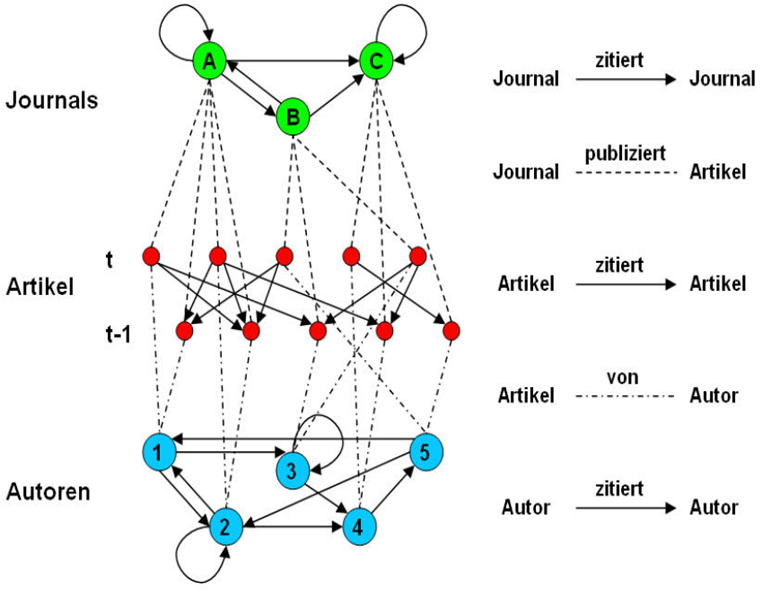 A
C
B
Journals
zitiert
Journal Journal
publiziert
Journal Artikel
t
Artikel
t-1
zitiert
Artikel Artikel
von
Artikel Autor
1
3
5
Autoren
2
4
zitiert
Autor Autor